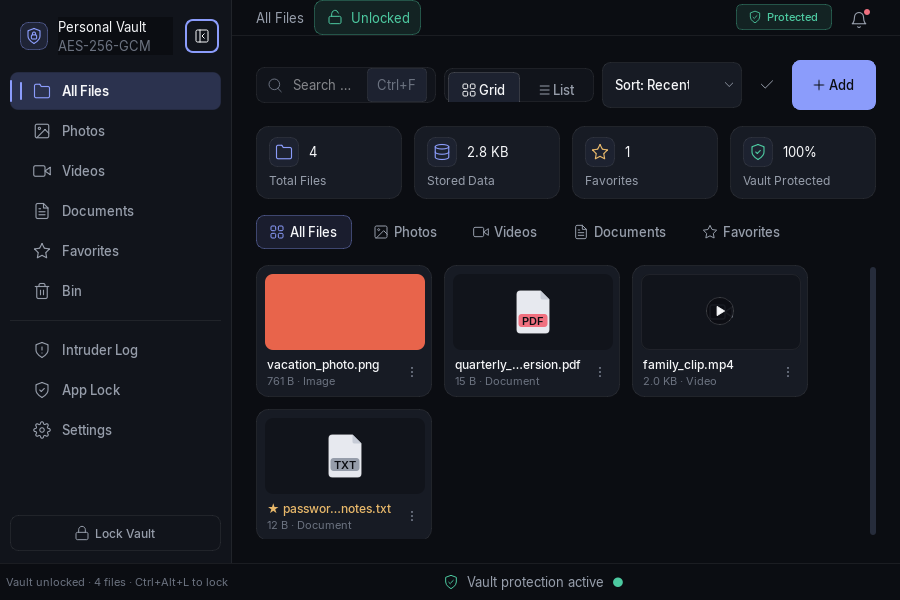 Personal Vault
AES-256-GCM
All Files
Photos
Videos
Documents
Favorites
Bin
Intruder Log
App Lock
Settings
Lock Vault
All Files
Unlocked
Protected
Search ...
Ctrl+F
Grid
List
Sort: Recent
Add
4
Total Files
2.8 KB
Stored Data
1
Favorites
100%
Vault Protected
All Files
Photos
Videos
Documents
Favorites
vacation_photo.png
761 B · Image
PDF
quarterly_...ersion.pdf
15 B · Document
family_clip.mp4
2.0 KB · Video
TXT
★ passwor...notes.txt
12 B · Document
Vault unlocked · 4 files · Ctrl+Alt+L to lock
Vault protection active